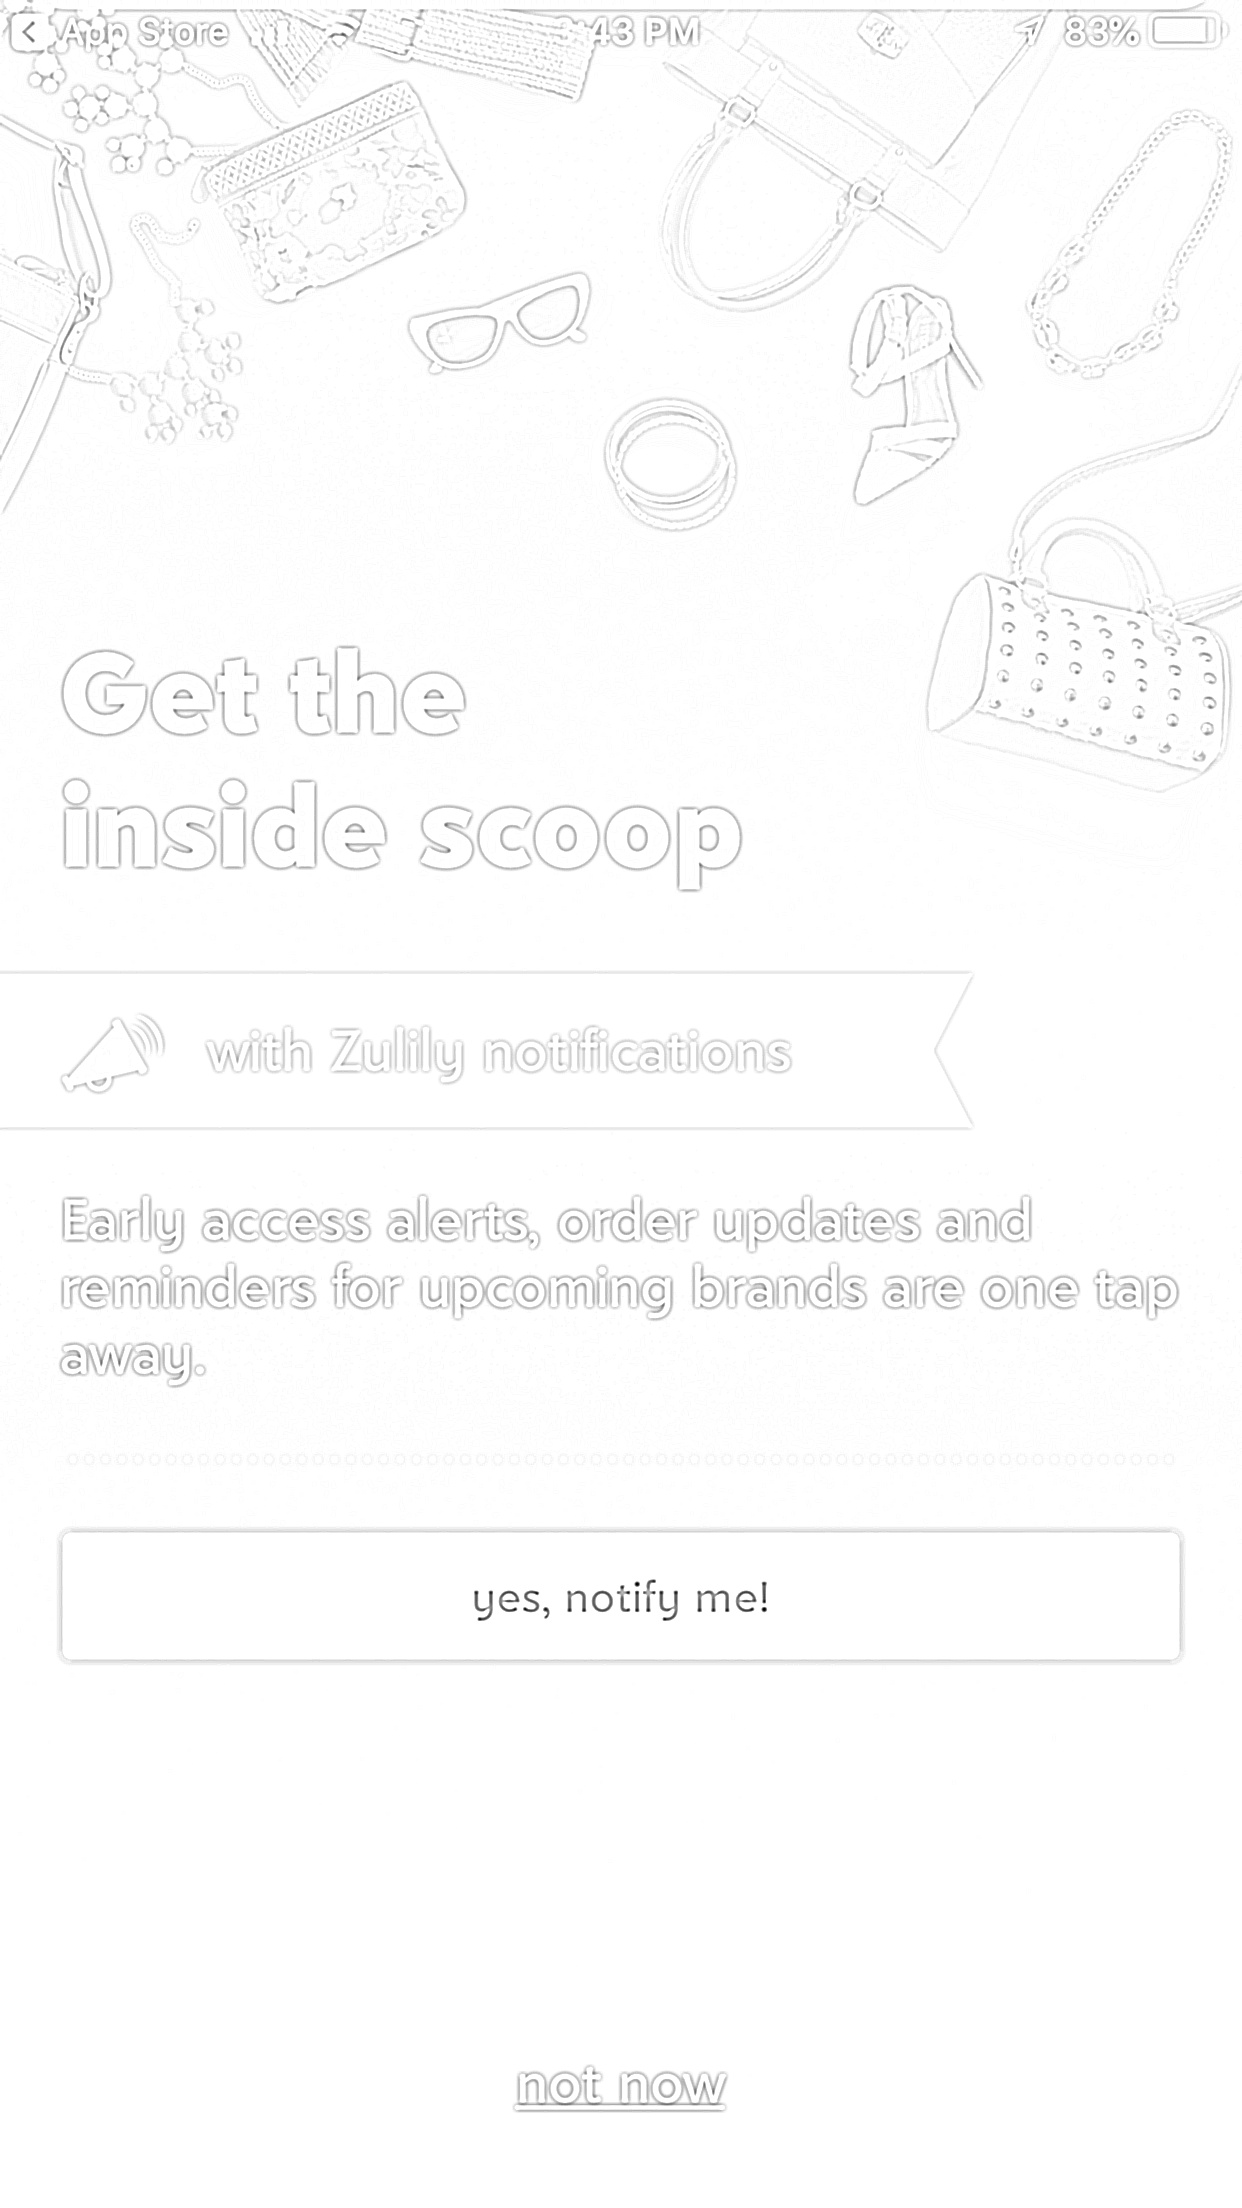 App Store
:43 PM
83%
Get the
inside scoop
with Zulily notifications
Early access alerts, order updates and
reminders for upcoming brands are one tap
away.
yes, notify me!
not now